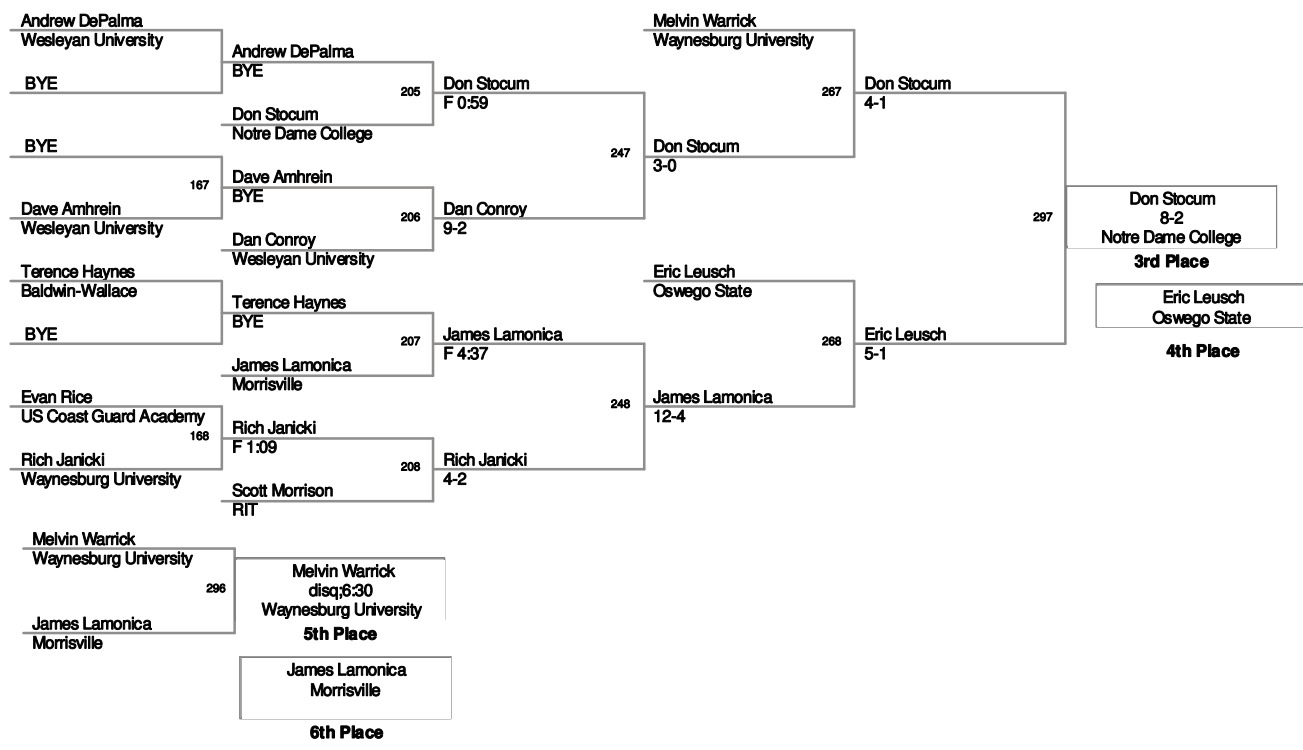 Andrew DePalma
Wesleyan University
BYE
BYE
167
Dave Amhrein
Wesleyan University
Terence Haynes
Baldwin-Wallace
BYE
Evan Rice
US Coast Guard Academy
168
Rich Janicki
Waynesburg University
Andrew DePalma
BYE
205
Don Stocum
Notre Dame College
Dave Amhrein
BYE
206
Dan Conroy
Wesleyan University
Terence Haynes
BYE
207
James Lamonica
Morrisville
Rich Janicki
F 1:09
208
Scott Morrison
RIT
Don Stocum
F 0:59
247
Dan Conroy
9-2
James Lamonica
F 4:37
248
Rich Janicki
4-2
Melvin Warrick
Waynesburg University
267
Don Stocum
3-0
Eric Leusch
Oswego State
268
James Lamonica
12-4
Don Stocum
4-1
297
Eric Leusch
5-1
Don Stocum
8-2
Notre Dame College
3rd Place
Eric Leusch
Oswego State
4th Place
Melvin Warrick
Waynesburg University
296
James Lamonica
Morrisville
Melvin Warrick
disq;6:30
Waynesburg University
5th Place
James Lamonica
Morrisville
6th Place